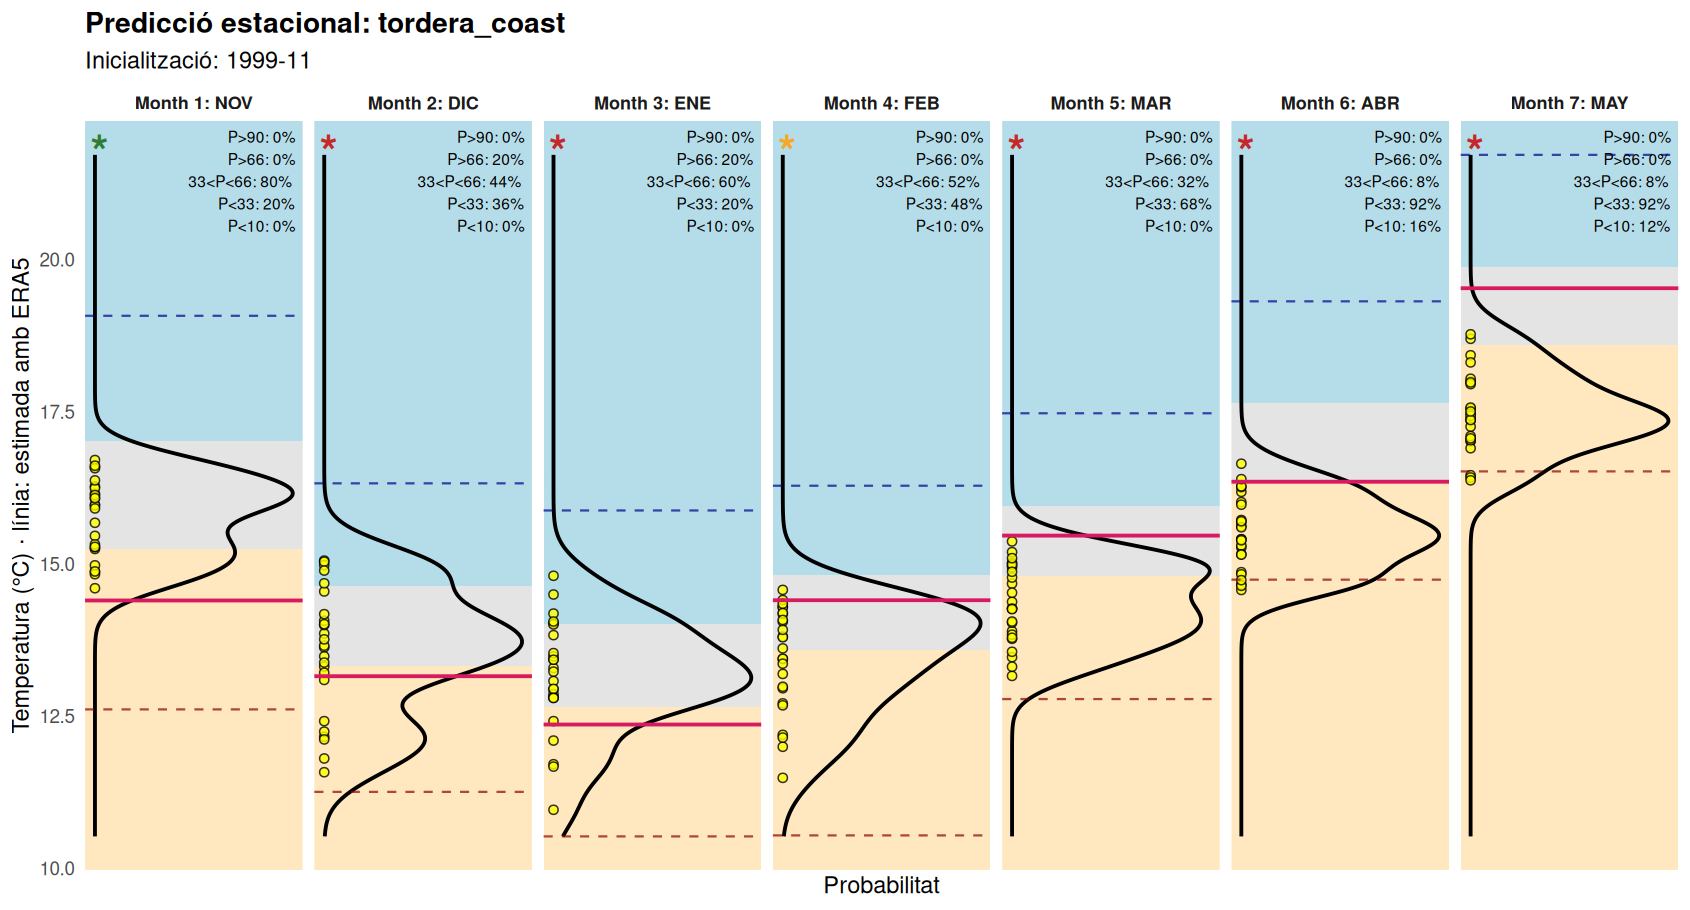 Predicció estacional: tordera_coast
Inicialització: 1999-11
Month 1: NOV
Month 2: DIC
Month 3: ENE
Month 4: FEB
Month 5: MAR
Month 6: ABR
Month 7: MAY
*
P>90: 0%
P>66: 0%
33<P<66: 80%
P<33: 20%
P<10: 0%
*
P>90: 0%
P>66: 20%
33<P<66: 44%
P<33: 36%
P<10: 0%
*
P>90: 0%
P>66: 20%
33<P<66: 60%
P<33: 20%
P<10: 0%
*
P>90: 0%
P>66: 0%
33<P<66: 52%
P<33: 48%
P<10: 0%
*
P>90: 0%
P>66: 0%
33<P<66: 32%
P<33: 68%
P<10: 0%
*
P>90: 0%
P>66: 0%
33<P<66: 8%
P<33: 92%
P<10: 16%
*
P>90: 0%
P>66: 0%
33<P<66: 8%
P<33: 92%
P<10: 12%
Temperatura (°C) · línia: estimada amb ERA5
20.0
17.5
15.0
12.5
10.0
Probabilitat